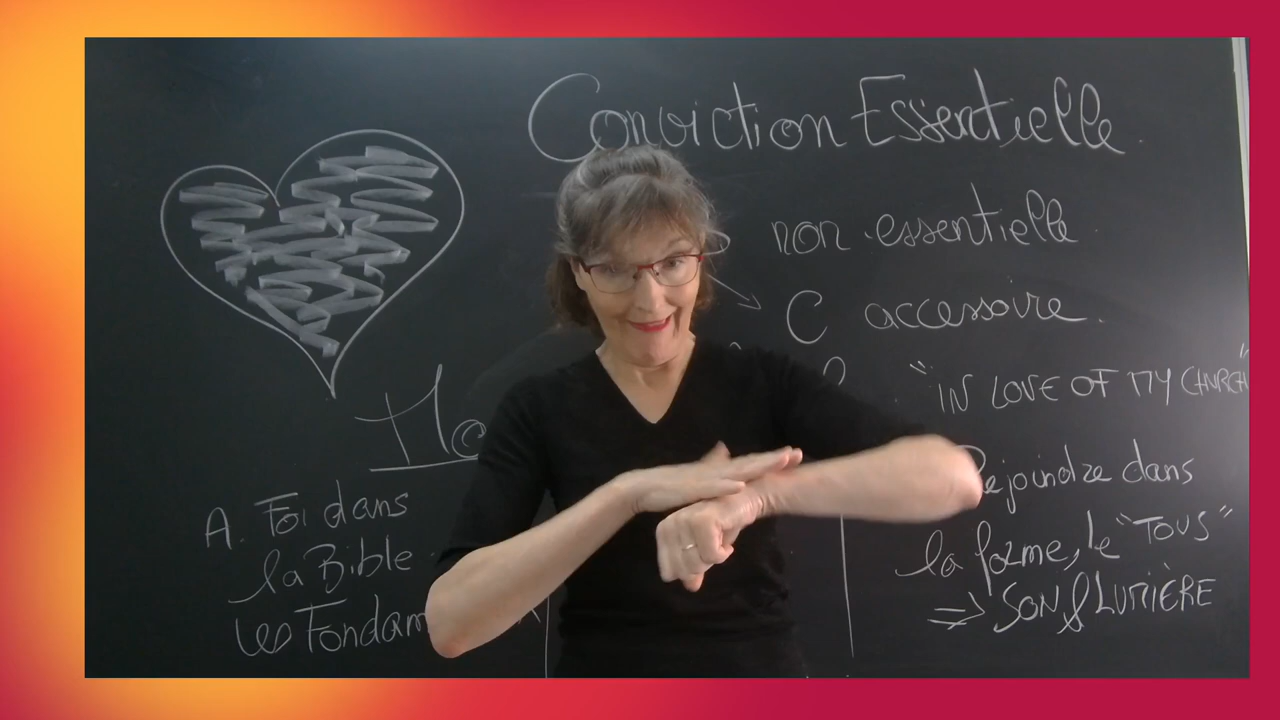 Conviction Essentielle.
non essentielle.
C accessoire.
"IN LOVE OF MY CHURCH"
A. Foi dans
la Bible
les Fondam
Rejoindre dans
la forme, le "TOUS"
⇒ SON & LUMIÈRE